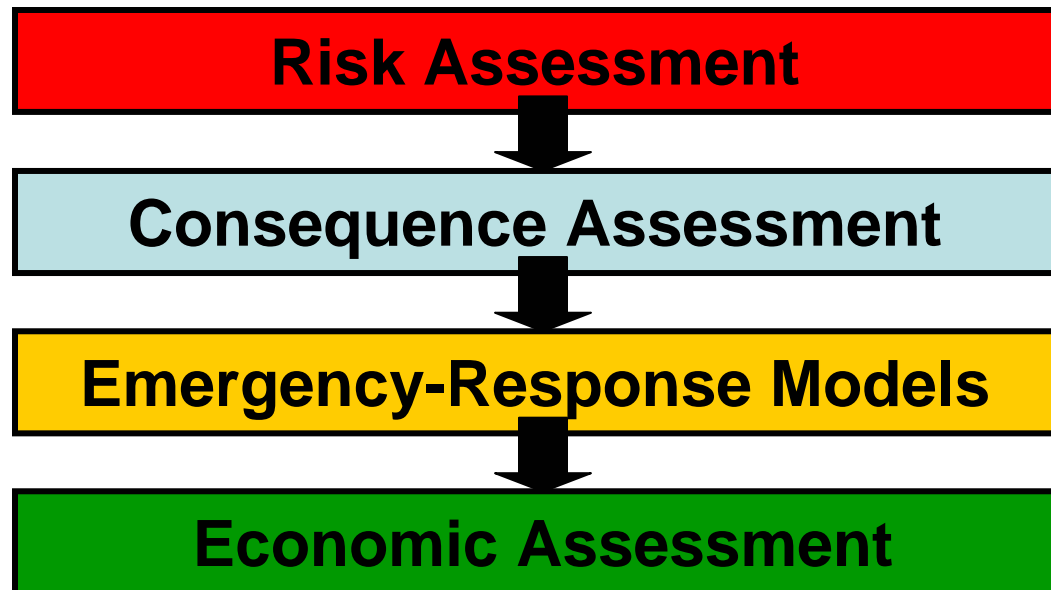 Risk Assessment
Consequence Assessment
Emergency-Response Models
Economic Assessment